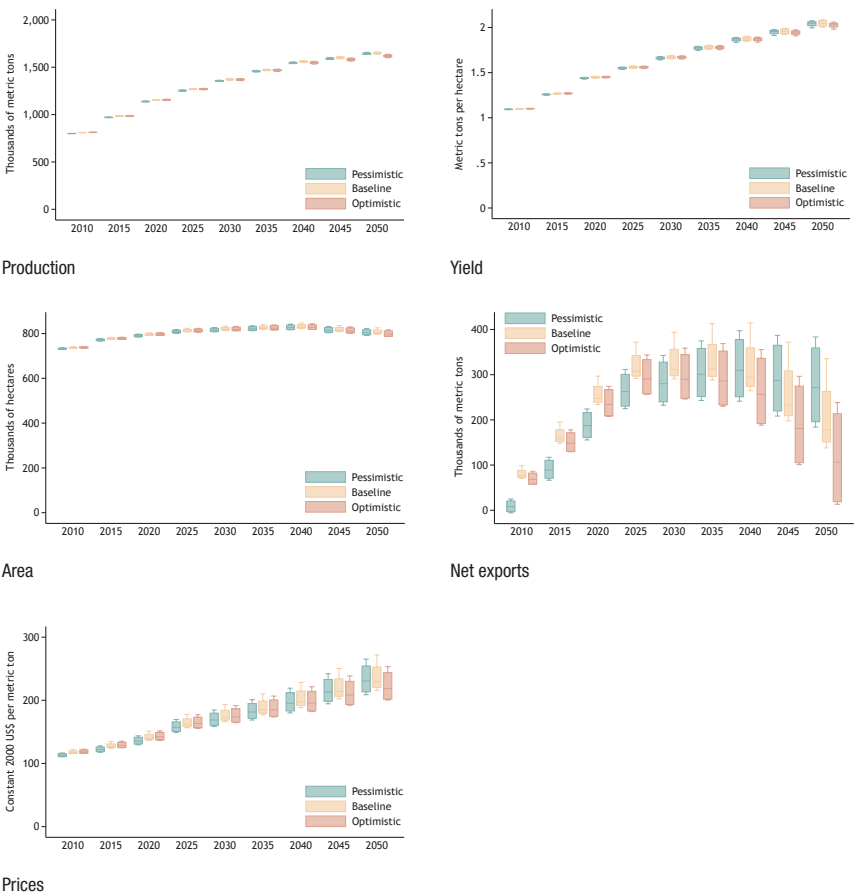 2,000
1,500
1,000
500
0
Thousands of metric tons
Pessimistic
Baseline
Optimistic
2010 2015 2020 2025 2030 2035 2040 2045 2050
Production
2
1.5
1
.5
0
Metric tons per hectare
Pessimistic
Baseline
Optimistic
2010 2015 2020 2025 2030 2035 2040 2045 2050
Yield
800
600
400
200
0
Thousands of hectares
Pessimistic
Baseline
Optimistic
2010 2015 2020 2025 2030 2035 2040 2045 2050
Area
400
300
200
100
0
Thousands of metric tons
Pessimistic
Baseline
Optimistic
2010 2015 2020 2025 2030 2035 2040 2045 2050
Net exports
300
200
100
0
Constant 2000 US$ per metric ton
Pessimistic
Baseline
Optimistic
2010 2015 2020 2025 2030 2035 2040 2045 2050
Prices